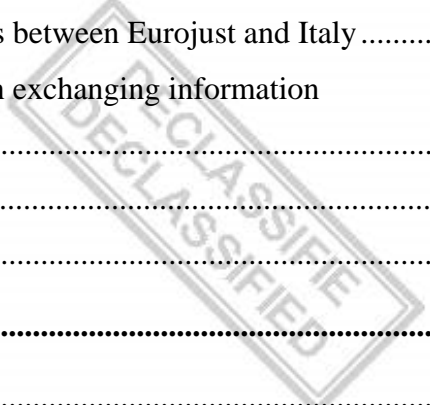 s between Eurojust and Italy ..........
n exchanging information
..........................................................
..........................................................
..........................................................
..........................................................
..........................................................
DECLASSIFIE
DECLASSIFIED